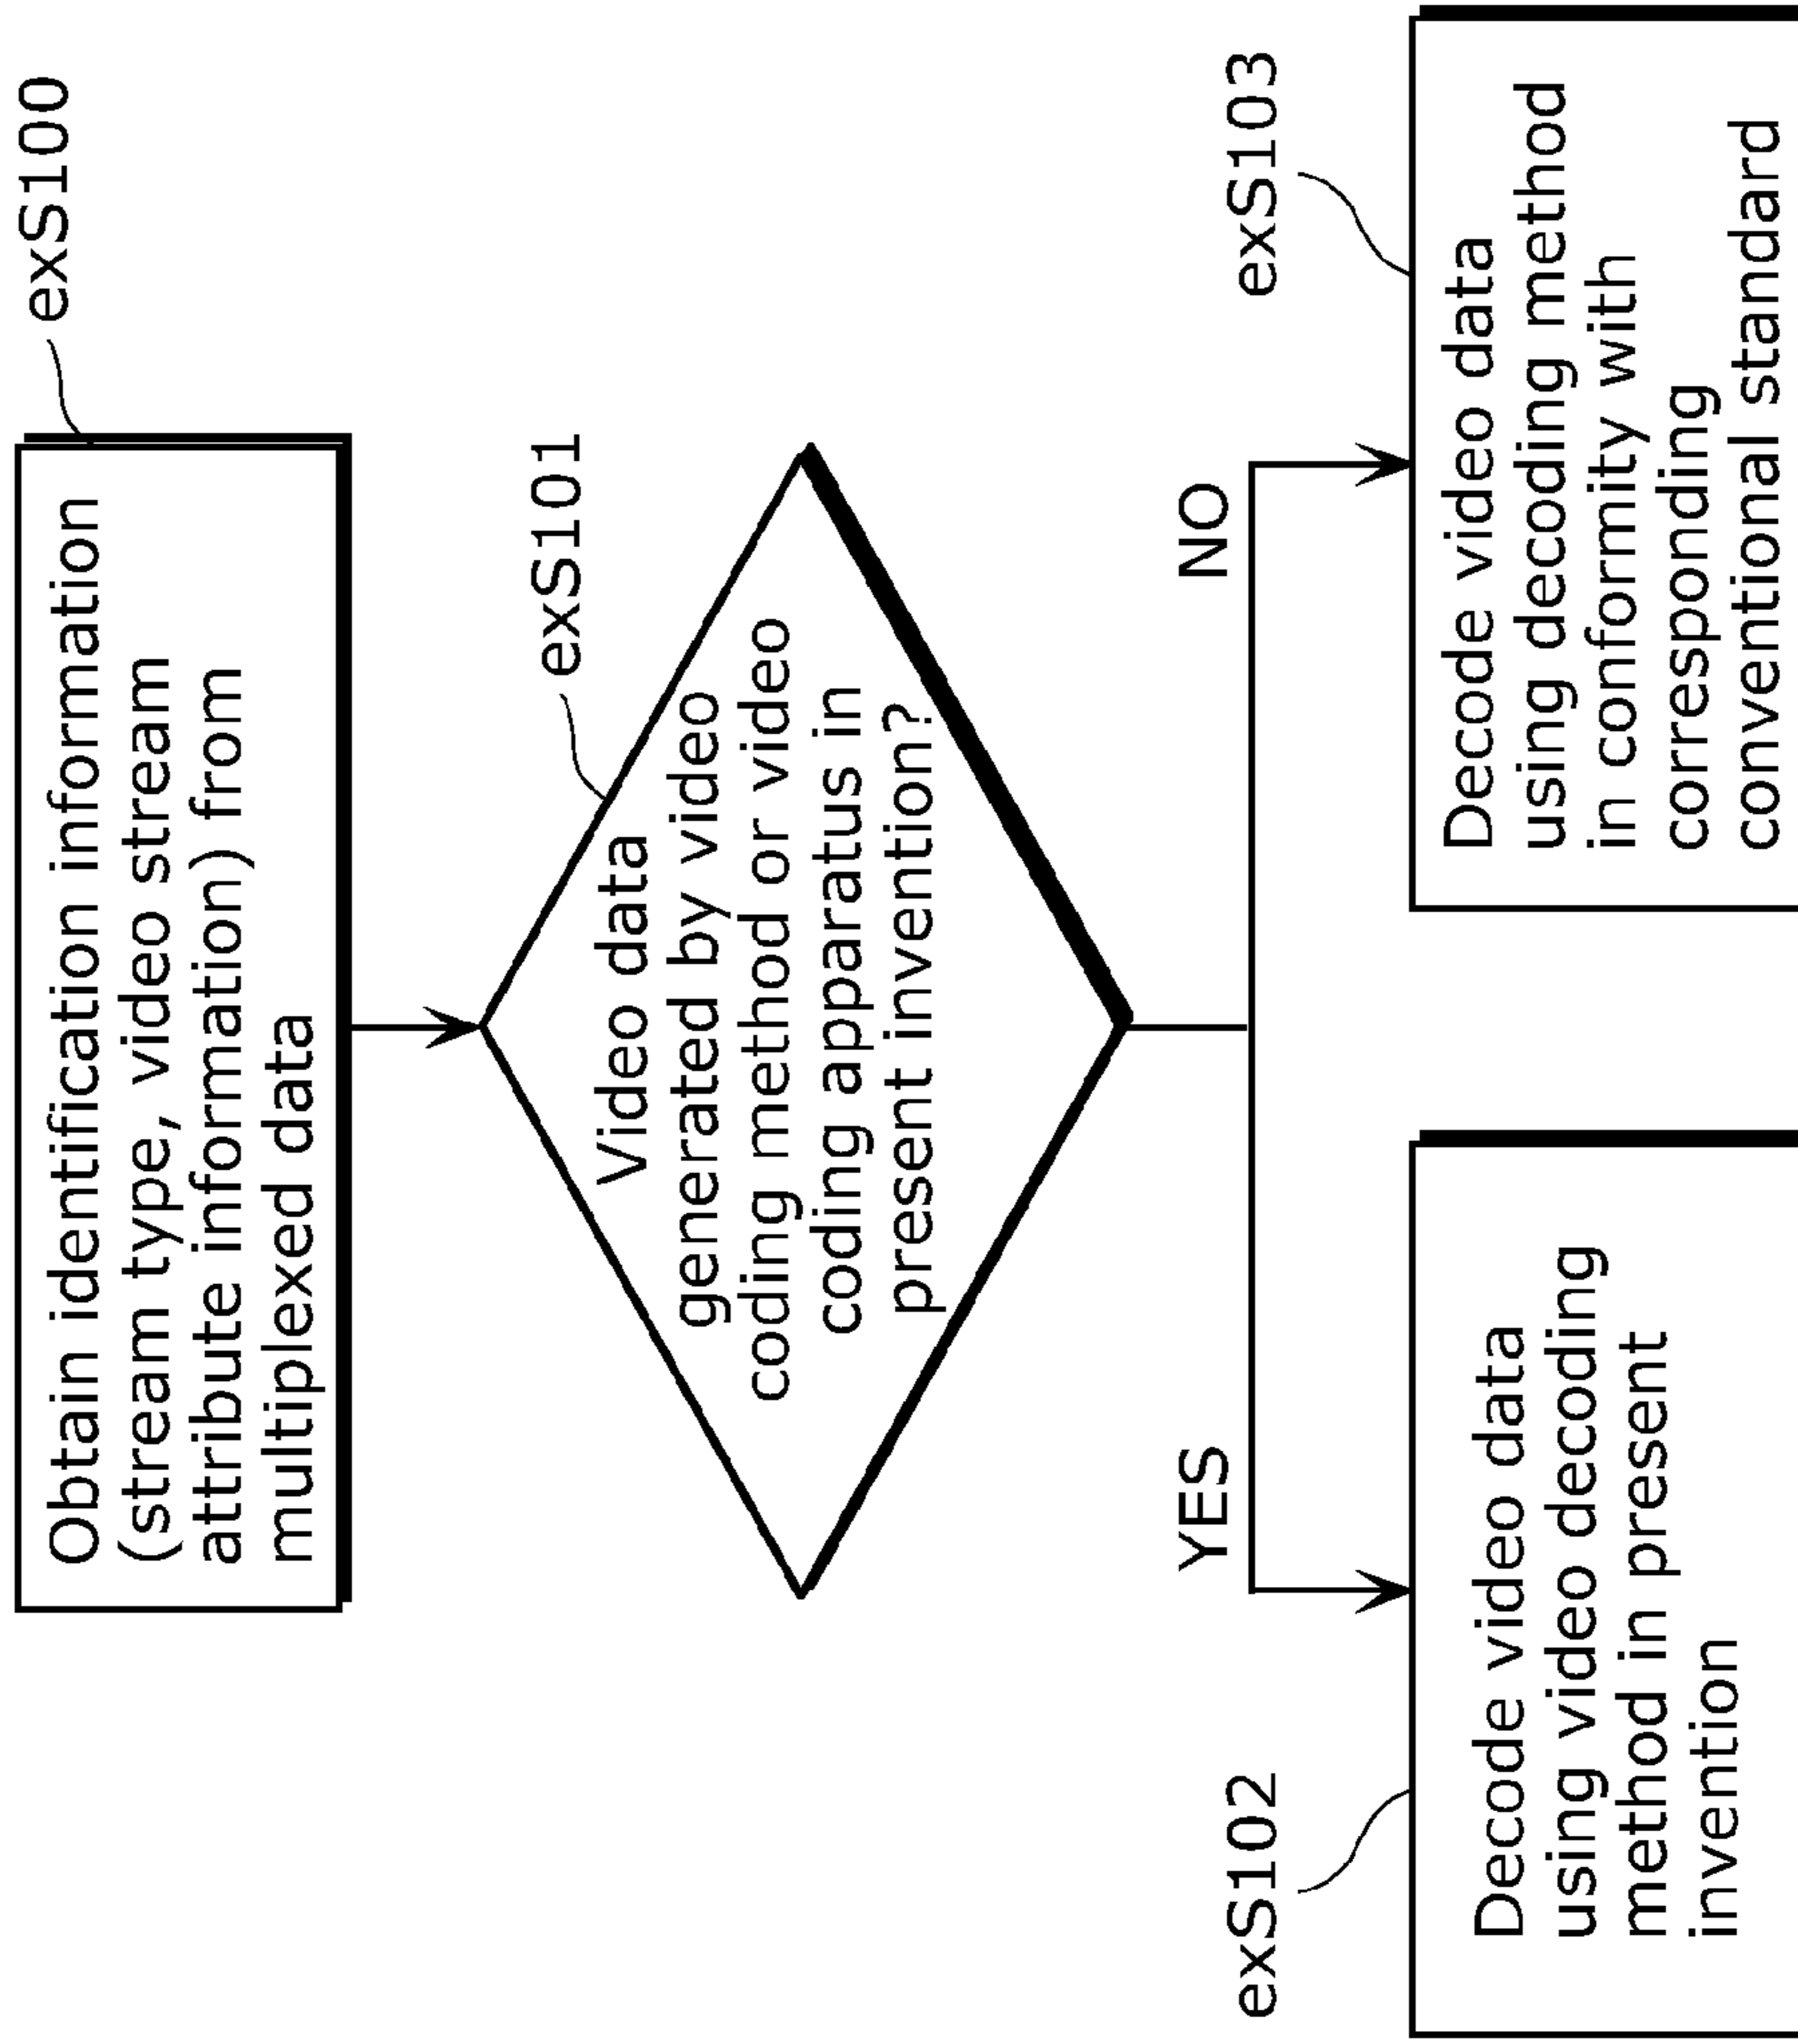 exS100
Obtain identification information
(stream type, video stream
attribute information) from
multiplexed data
exS101
Video data
generated by video
coding method or video
coding apparatus in
present invention?
YES
NO
exS102
Decode video data
using video decoding
method in present
invention
exS103
Decode video data
using decoding method
in conformity with
corresponding
conventional standard